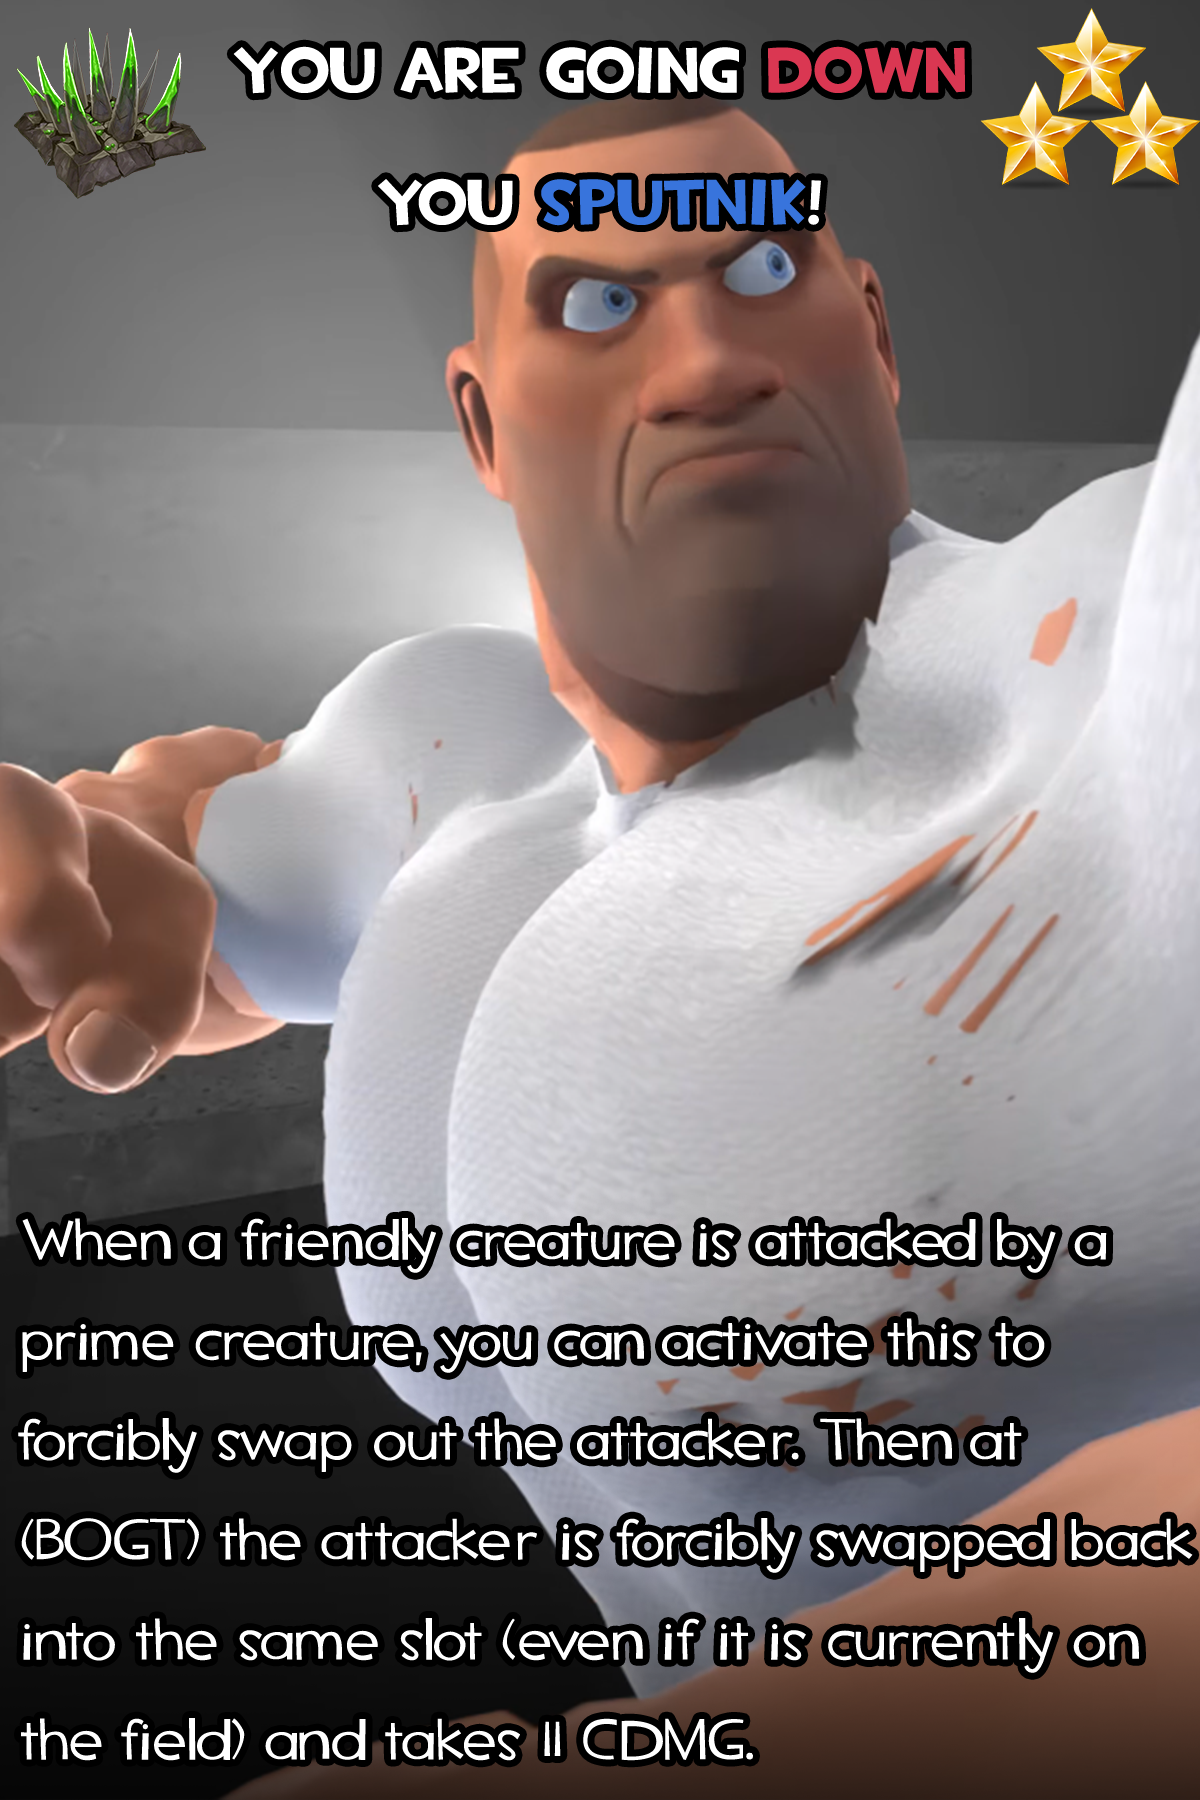 YOU ARE GOING DOWN
YOU SPUTNIK!
When a friendly creature is attacked by a
prime creature, you can activate this to
forcibly swap out the attacker. Then at
(BOGT) the attacker is forcibly swapped back
into the same slot (even if it is currently on
the field) and takes 11 CDMG.